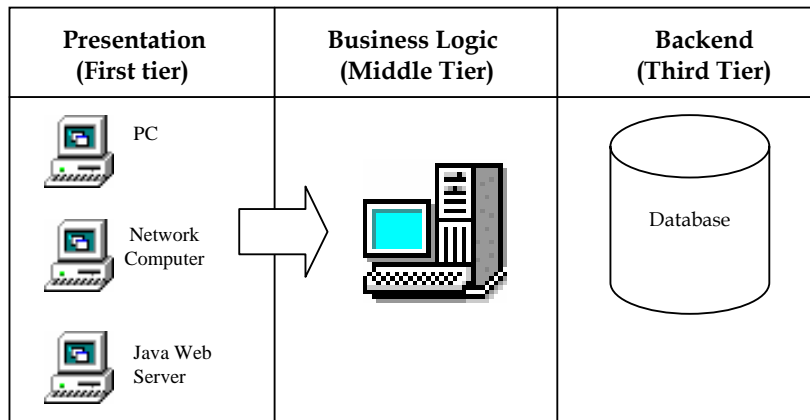 Presentation
(First tier)
Business Logic
(Middle Tier)
Backend
(Third Tier)
PC
Network
Computer
Java Web
Server
Database